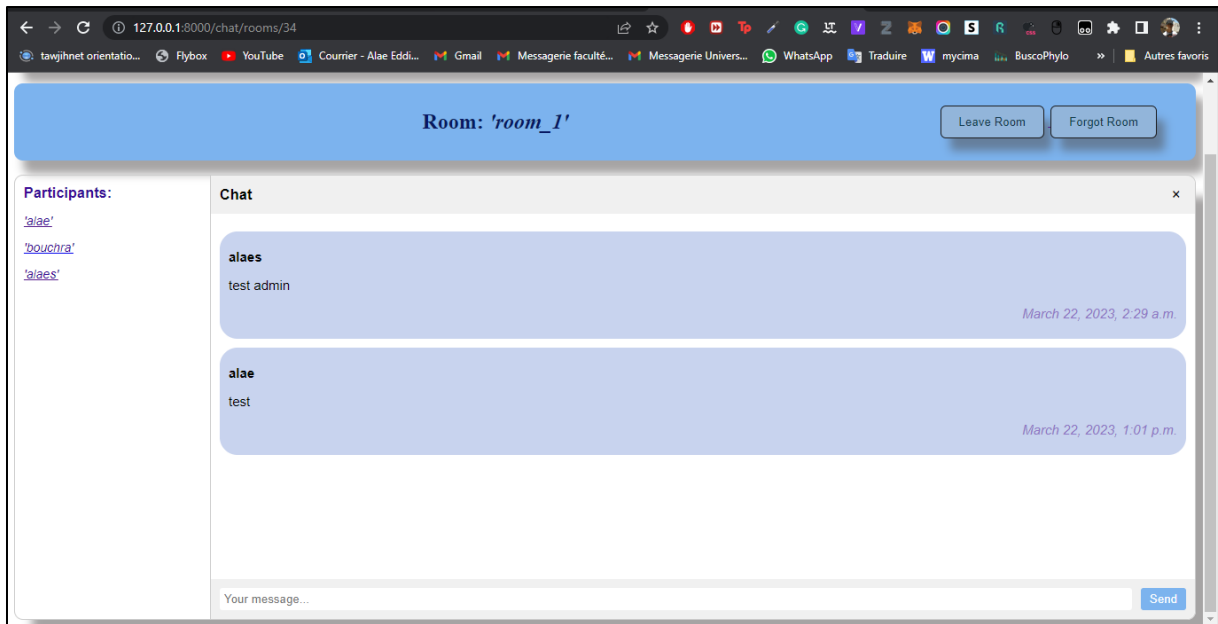 127.0.0.1:8000/chat/rooms/34
tawjihnet orientatio... Flybox YouTube Courrier - Alae Eddi... Gmail Messagerie faculté... Messagerie Univers... WhatsApp Traduire mycima BuscoPhylo » Autres favoris
Room: 'room_1' Leave Room Forgot Room
Participants:
'alae'
'bouchra'
'alaes'
Chat ×
alaes
test admin
March 22, 2023, 2:29 a.m.
alae
test
March 22, 2023, 1:01 p.m.
Your message... Send